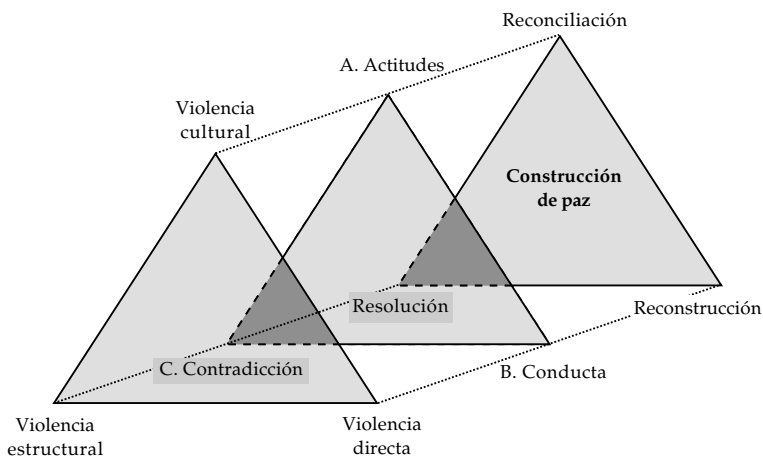 Reconciliación
A. Actitudes
Violencia
cultural
Construcción
de paz
Resolución
Reconstrucción
C. Contradicción
B. Conducta
Violencia
estructural
Violencia
directa